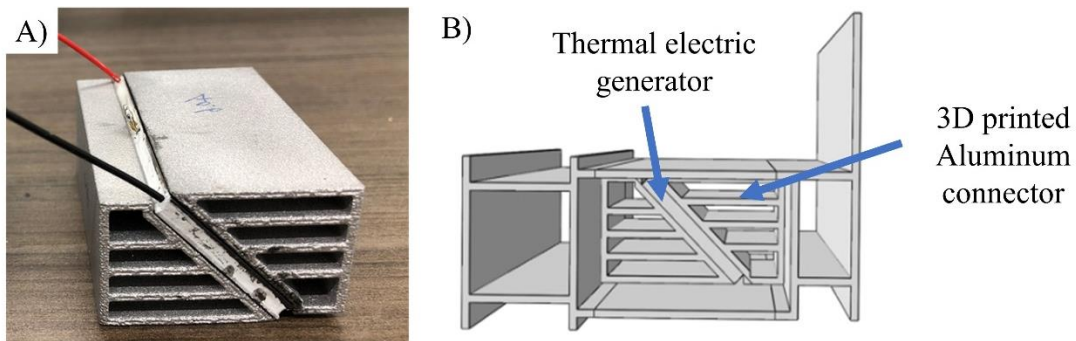 A)
B)
Thermal electric
generator
3D printed
Aluminum
connector